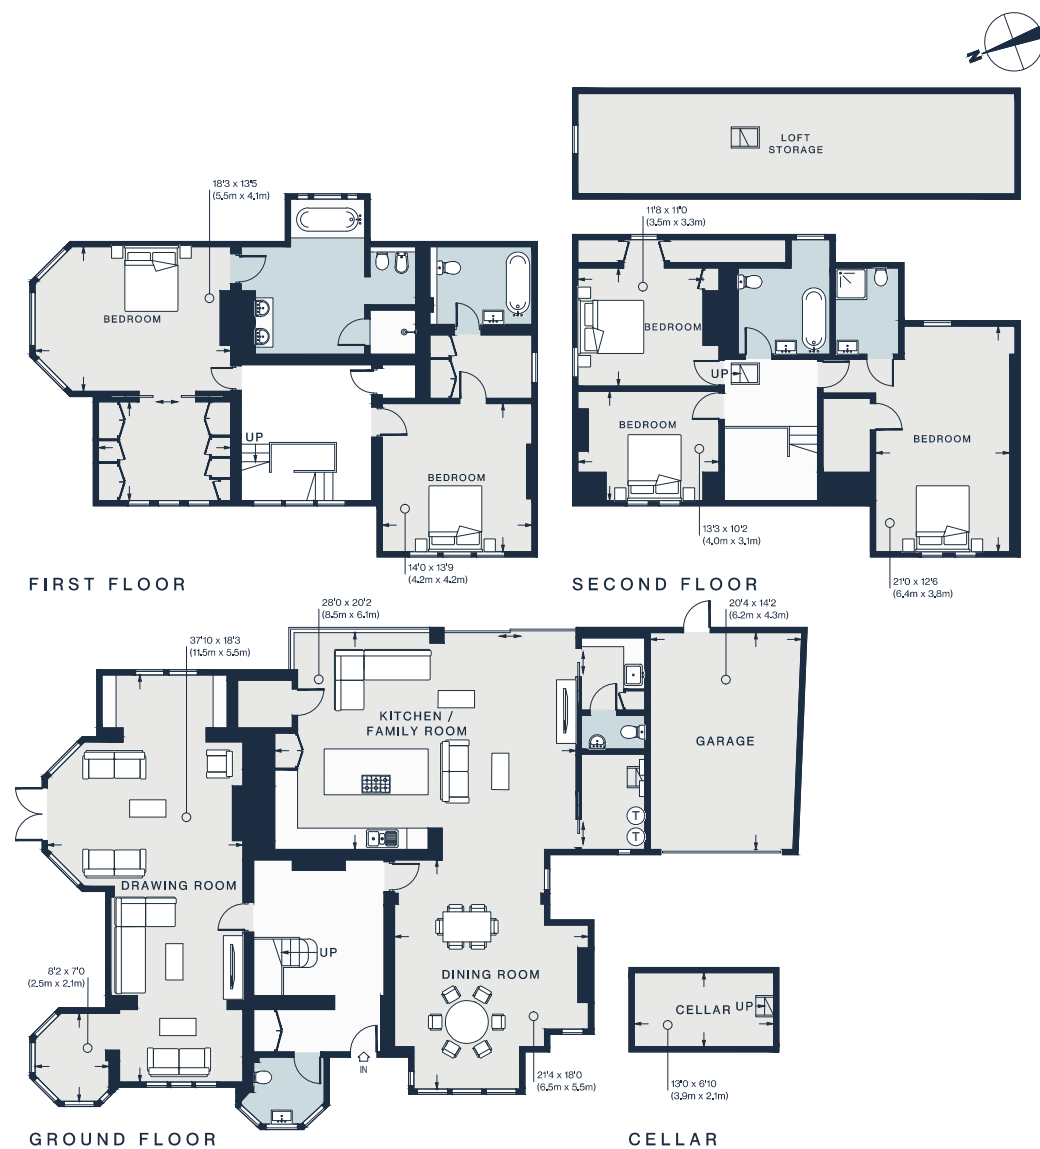 N
LOFT
STORAGE
18'3 x 13'5
(5.5m x 4.1m)
BEDROOM
UP
BEDROOM
14'0 x 13'9
(4.2m x 4.2m)
FIRST FLOOR
11'8 x 11'0
(3.5m x 3.3m)
BEDROOM
UP
BEDROOM
BEDROOM
13'3 x 10'2
(4.0m x 3.1m)
21'0 x 12'6
(6.4m x 3.8m)
SECOND FLOOR
37'10 x 18'3
(11.5m x 5.5m)
28'0 x 20'2
(8.5m x 6.1m)
20'4 x 14'2
(6.2m x 4.3m)
KITCHEN /
FAMILY ROOM
GARAGE
T
T
DRAWING ROOM
UP
DINING ROOM
8'2 x 7'0
(2.5m x 2.1m)
IN
21'4 x 18'0
(6.5m x 5.5m)
GROUND FLOOR
CELLAR UP
13'0 x 6'10
(3.9m x 2.1m)
CELLAR